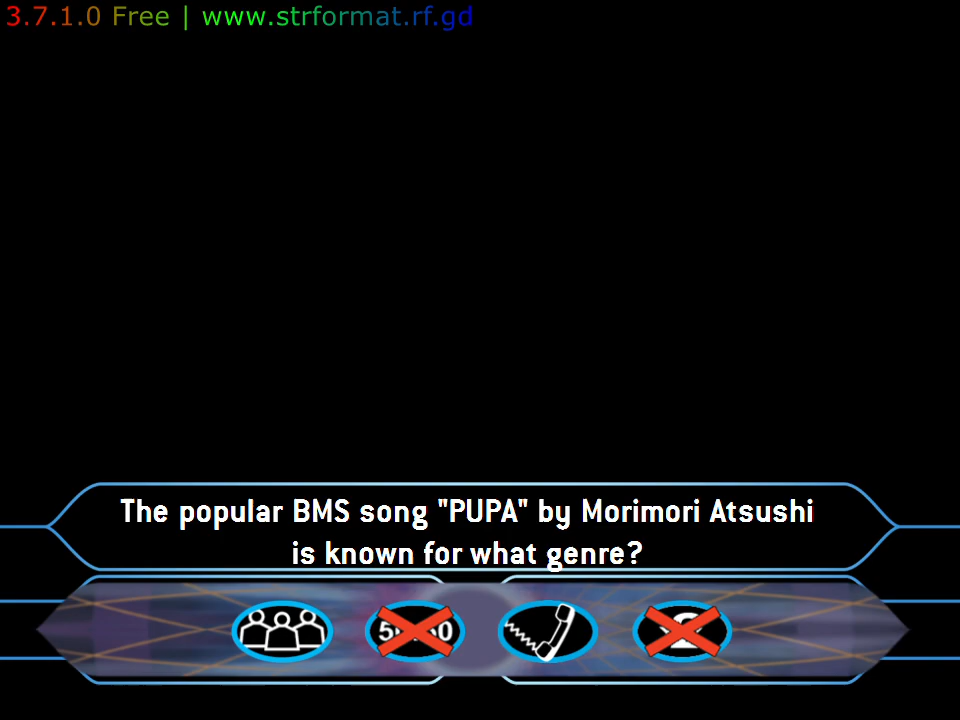 3.7.1.0 Free | www.strformat.rf.gd
The popular BMS song "PUPA" by Morimori Atsushi
is known for what genre?